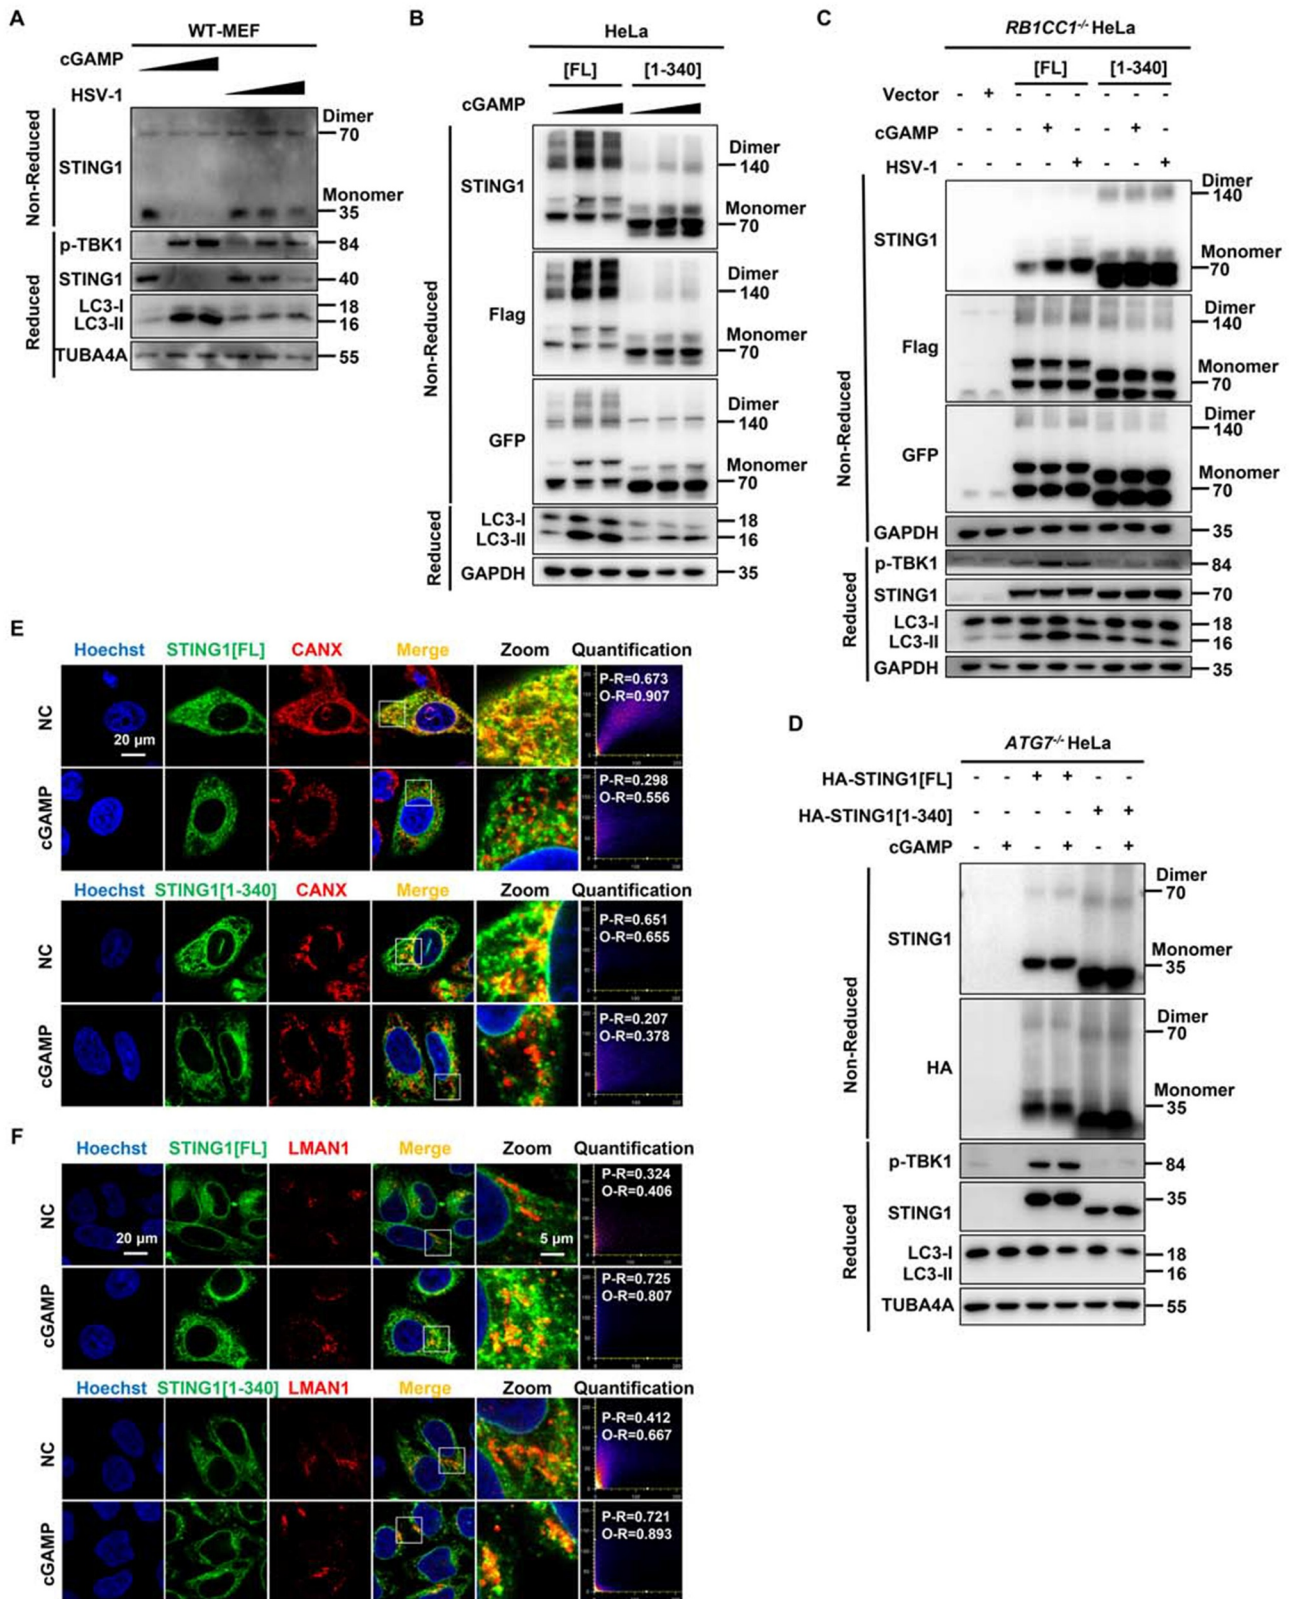 A
WT-MEF
cGAMP
HSV-1
Non-Reduced
STING1
Dimer
70
Monomer
35
Reduced
p-TBK1
84
STING1
40
LC3-I
18
LC3-II
16
TUBA4A
55
B
HeLa
[FL] [1-340]
cGAMP
Non-Reduced
STING1
Dimer
140
Monomer
70
Flag
Dimer
140
Monomer
70
GFP
Dimer
140
Monomer
70
Reduced
LC3-I
18
LC3-II
16
GAPDH
35
C
RB1CC1-/- HeLa
[FL] [1-340]
Vector - + - - - - - -
cGAMP - - - + - - + -
HSV-1 - - - - + - - +
Non-Reduced
STING1
Dimer
140
Monomer
70
Flag
Dimer
140
Monomer
70
GFP
Dimer
140
Monomer
70
GAPDH
35
Reduced
p-TBK1
84
STING1
70
LC3-I
18
LC3-II
16
GAPDH
35
D
ATG7-/- HeLa
HA-STING1[FL] - - + + - -
HA-STING1[1-340] - - - - + +
cGAMP - + - + - +
Non-Reduced
STING1
Dimer
70
Monomer
35
HA
Dimer
70
Monomer
35
Reduced
p-TBK1
84
STING1
35
LC3-I
18
LC3-II
16
TUBA4A
55
E
Hoechst STING1[FL] CANX Merge Zoom Quantification
NC
20 μm
P-R=0.673
O-R=0.907
cGAMP
P-R=0.298
O-R=0.556
Hoechst STING1[1-340] CANX Merge Zoom Quantification
NC
P-R=0.651
O-R=0.655
cGAMP
P-R=0.207
O-R=0.378
F
Hoechst STING1[FL] LMAN1 Merge Zoom Quantification
NC
20 μm
5 μm
P-R=0.324
O-R=0.406
cGAMP
P-R=0.725
O-R=0.807
Hoechst STING1[1-340] LMAN1 Merge Zoom Quantification
NC
P-R=0.412
O-R=0.667
cGAMP
P-R=0.721
O-R=0.893